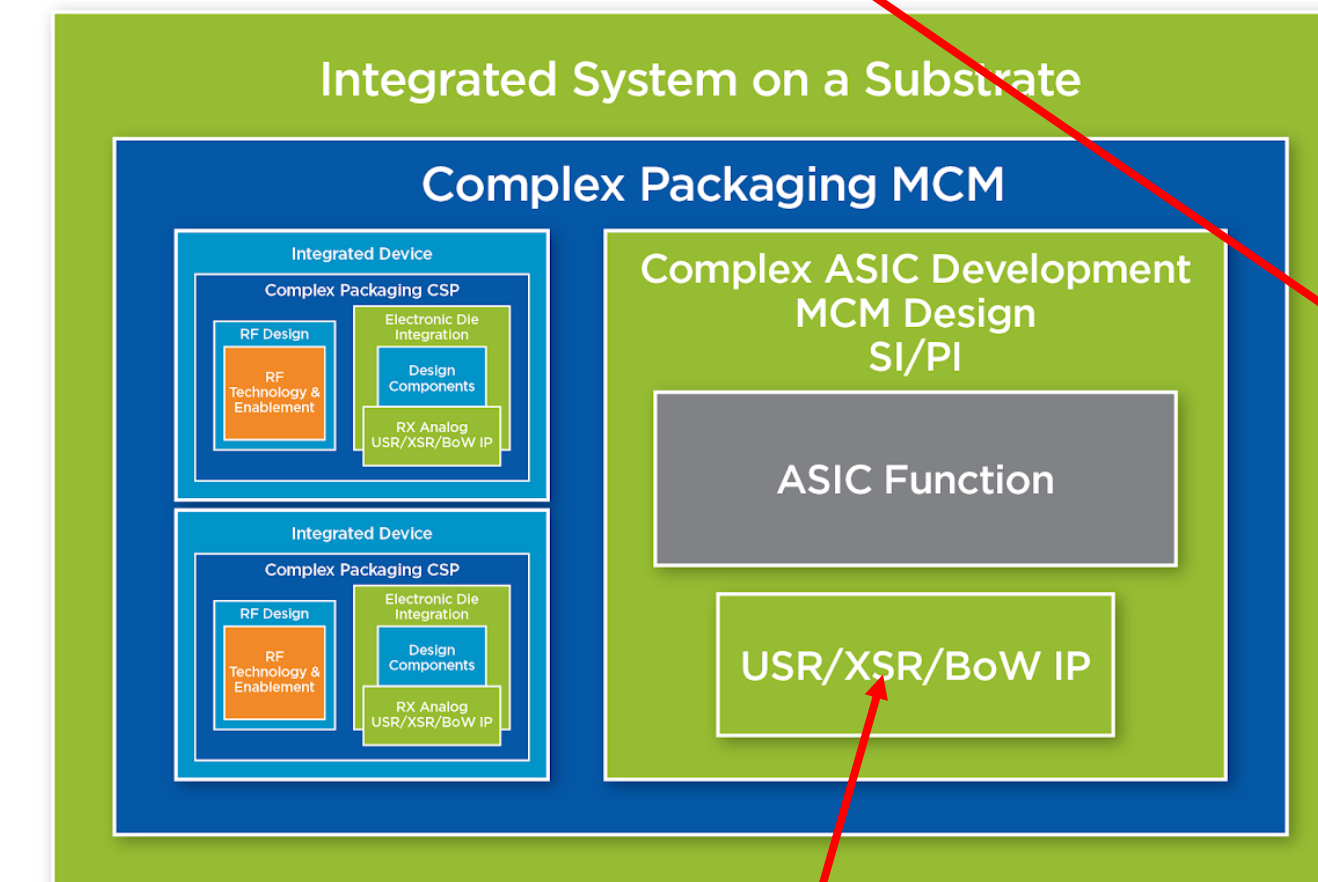 Integrated System on a Substrate
Complex Packaging MCM
Integrated Device
Complex Packaging CSP
RF Design
RF
Technology &
Enablement
Electronic Die
Integration
Design
Components
RX Analog
USR/XSR/BoW IP
Integrated Device
Complex Packaging CSP
RF Design
RF
Technology &
Enablement
Electronic Die
Integration
Design
Components
RX Analog
USR/XSR/BoW IP
Complex ASIC Development
MCM Design
SI/PI
ASIC Function
USR/XSR/BoW IP